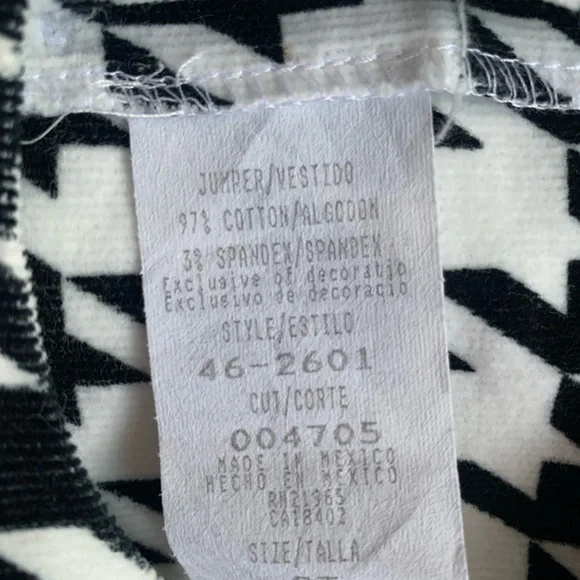 JUMPER/VESTIDO
97% COTTON/ALGODON
3% SPANDEX/SPANDEX
Exclusive of decoratio
Exclusivo de decoracio
STYLE/ESTILO
46-2601
CUT/CORTE
004705
MADE IN MEXICO
HECHO EN MEXICO
RN21965
CA18402
SIZE/TALLA